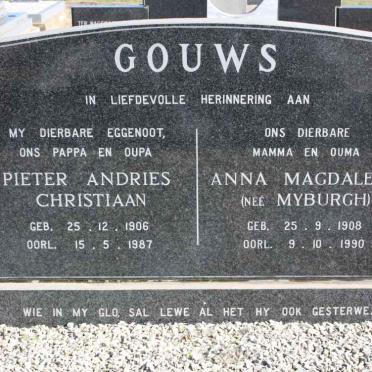 GOUWS
IN LIEFDEVOLLE HERINNERING AAN
MY DIERBARE EGGENOOT,
ONS PAPPA EN OUPA
PIETER ANDRIES
CHRISTIAAN
GEB. 25 . 12 . 1906
OORL. 15 . 5 . 1987
ONS DIERBARE
MAMMA EN OUMA
ANNA MAGDALE
(NEÉ MYBURGH)
GEB. 25 . 9 . 1908
OORL. 9 . 10 . 1990
WIE IN MY GLO, SAL LEWE AL HET HY OOK GESTERWE